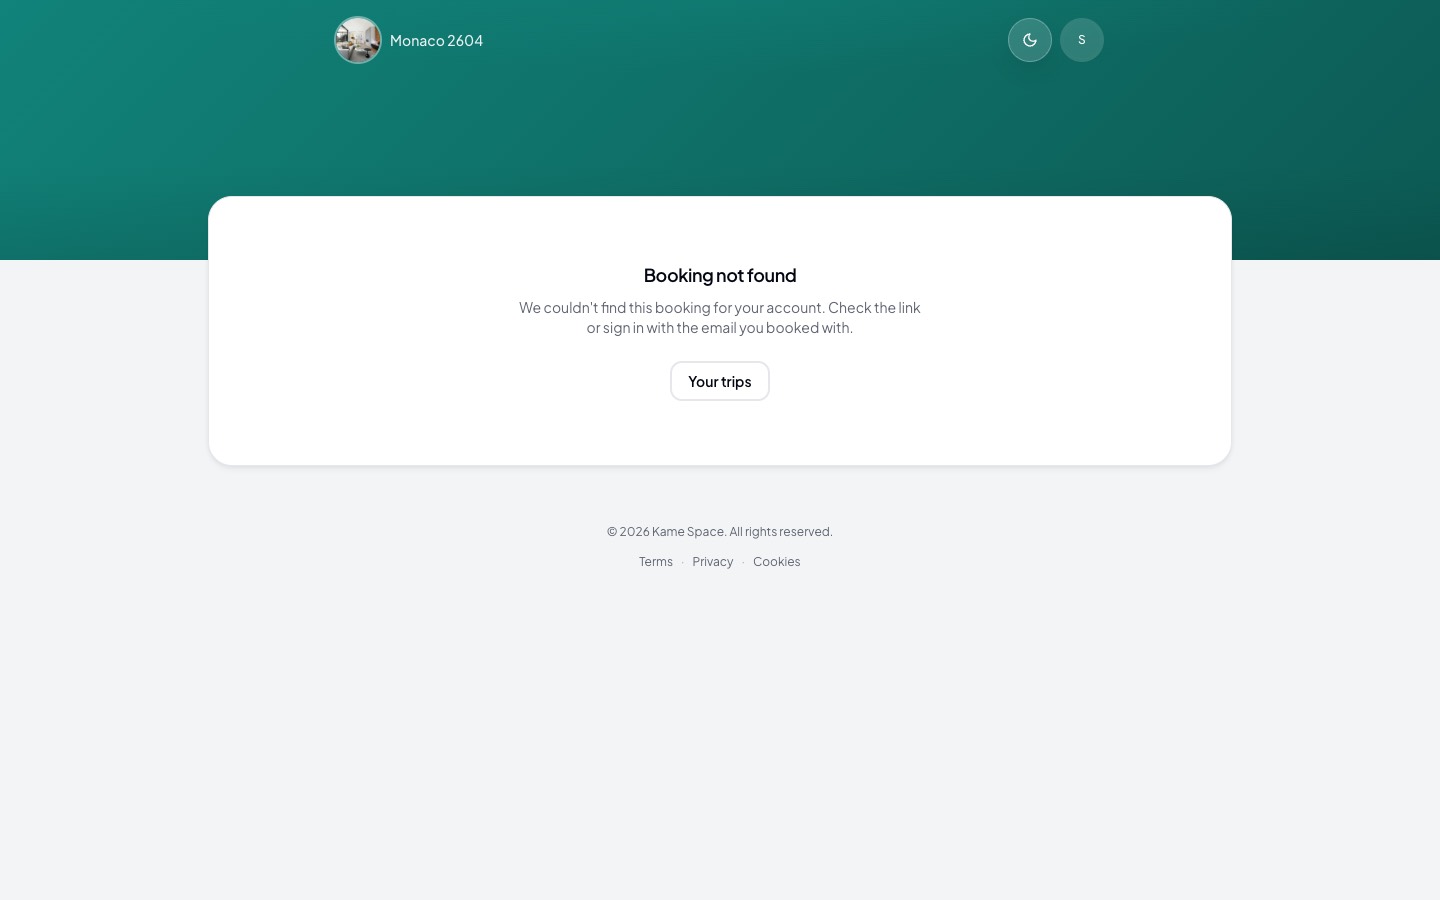 Monaco 2604
S
Booking not found
We couldn't find this booking for your account. Check the link
or sign in with the email you booked with.
Your trips
© 2026 Kame Space. All rights reserved.
Terms · Privacy · Cookies